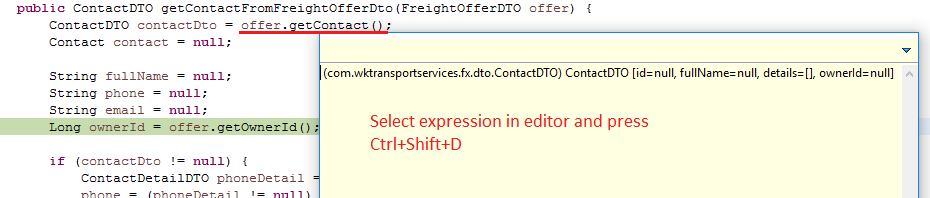 public ContactDTO getContactFromFreightOfferDto(FreightOfferDTO offer) {
ContactDTO contactDto = offer.getContact();
Contact contact = null;
(com.wktransportservices.fx.dto.ContactDTO) ContactDTO [id=null, fullName=null, details=[], ownerId=null]
String fullName = null;
String phone = null;
String email = null;
Select expression in editor and press
Long ownerId = offer.getOwnerId();
Ctrl+Shift+D
if (contactDto != null) {
ContactDetailDTO phoneDetail =
phone = (phoneDetail != null)